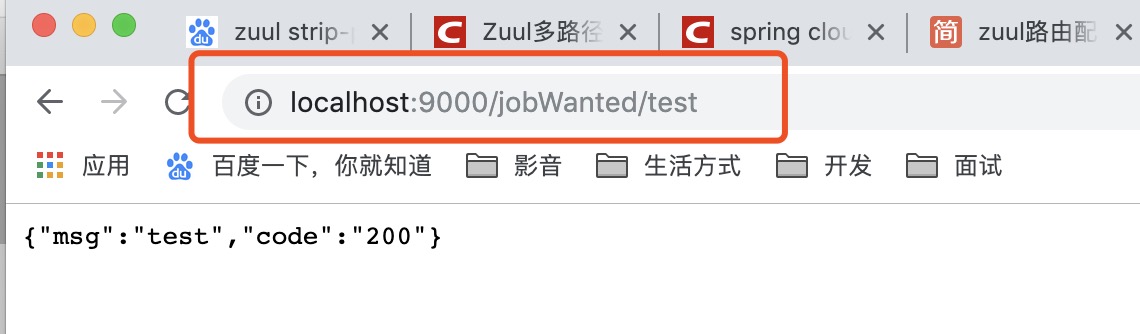 zuul strip-
Zuul多路径
spring clou
zuul路由配
localhost:9000/jobWanted/test
应用
百度一下，你就知道
影音
生活方式
开发
面试
{"msg":"test","code":"200"}